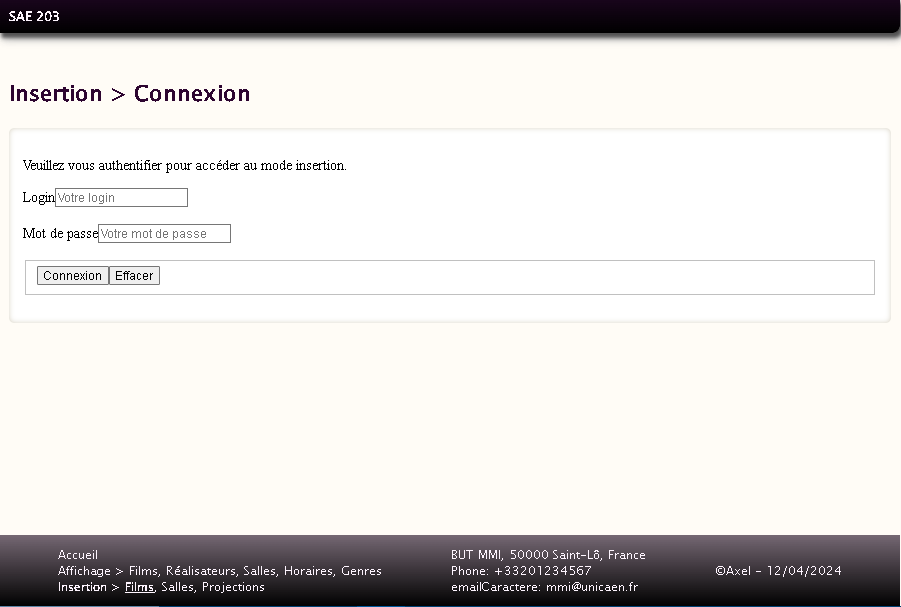 SAE 203
Insertion > Connexion
Veuillez vous authentifier pour accéder au mode insertion.
Login Votre login
Mot de passe Votre mot de passe
Connexion Effacer
Accueil
Affichage > Films, Réalisateurs, Salles, Horaires, Genres
Insertion > Films, Salles, Projections
BUT MMI, 50000 Saint-Lô, France
Phone: +33201234567
emailCaractere: mmi@unicaen.fr
©Axel - 12/04/2024